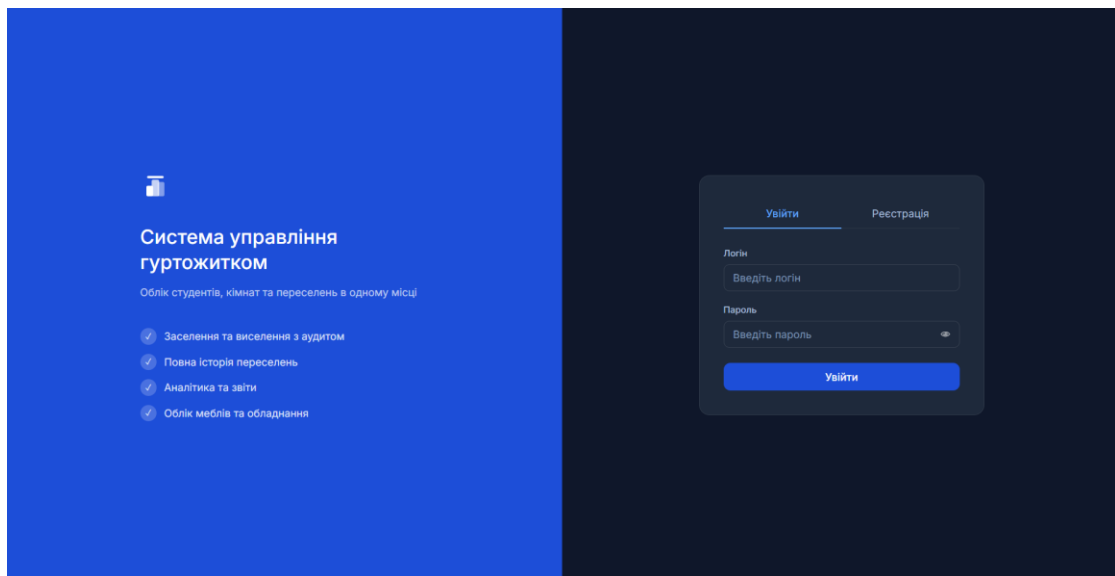 Система управління
гуртожитком
Облік студентів, кімнат та переселень в одному місці
Заселення та виселення з аудитом
Повна історія переселень
Аналітика та звіти
Облік меблів та обладнання
Увійти
Реєстрація
Логін
Введіть логін
Пароль
Введіть пароль
Увійти